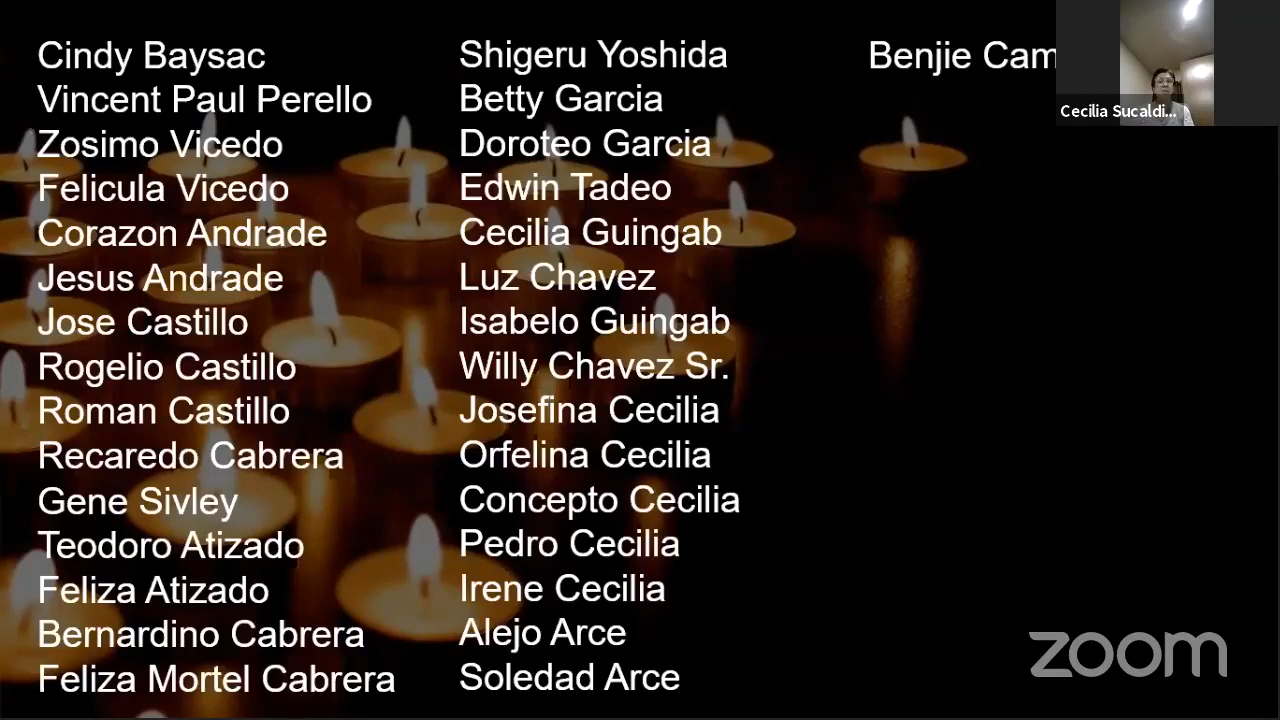 Cindy Baysac
Vincent Paul Perello
Zosimo Vicedo
Felicula Vicedo
Corazon Andrade
Jesus Andrade
Jose Castillo
Rogelio Castillo
Roman Castillo
Recaredo Cabrera
Gene Sivley
Teodoro Atizado
Feliza Atizado
Bernardino Cabrera
Feliza Mortel Cabrera
Shigeru Yoshida
Betty Garcia
Doroteo Garcia
Edwin Tadeo
Cecilia Guingab
Luz Chavez
Isabelo Guingab
Willy Chavez Sr.
Josefina Cecilia
Orfelina Cecilia
Concepto Cecilia
Pedro Cecilia
Irene Cecilia
Alejo Arce
Soledad Arce
Benjie Cam
Cecilia Sucaldi...
zoom